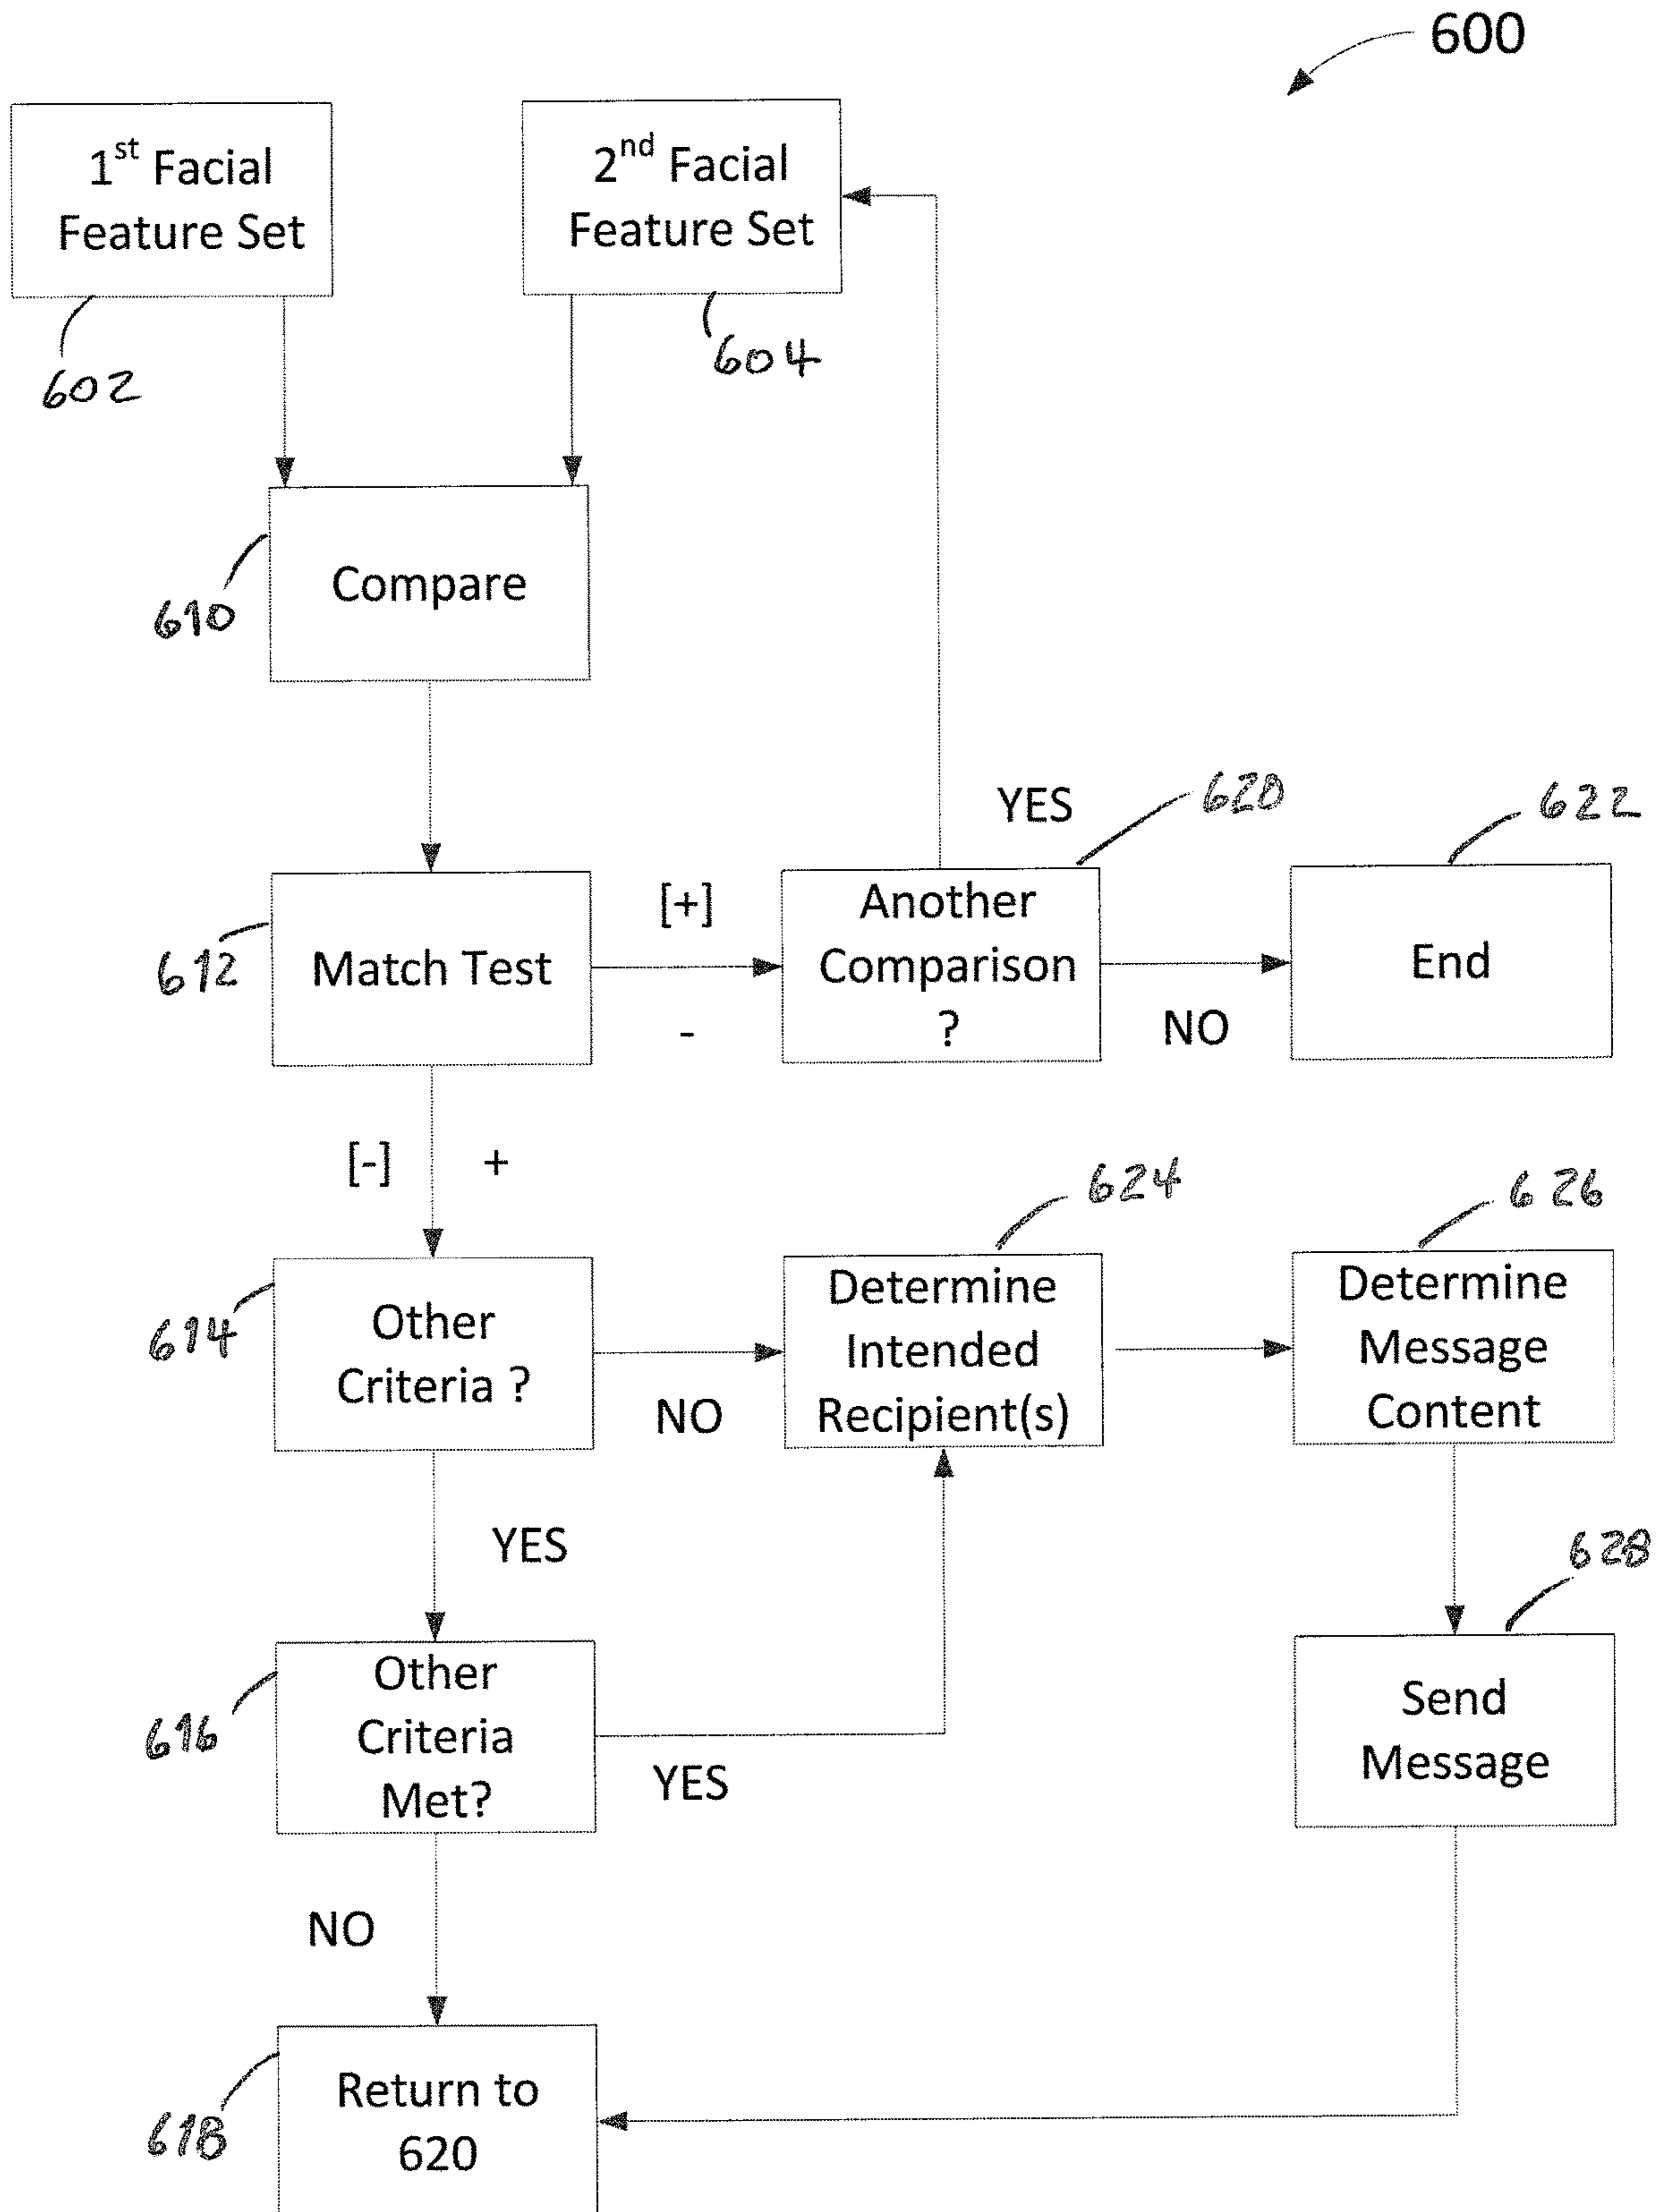 600
1st Facial
Feature Set
2nd Facial
Feature Set
602
604
Compare
610
YES
620
622
Match Test
612
[+]
-
Another
Comparison
?
NO
End
[-]
+
624
626
Other
Criteria ?
614
NO
Determine
Intended
Recipient(s)
Determine
Message
Content
YES
628
Other
Criteria
Met?
616
YES
Send
Message
NO
Return to
620
618